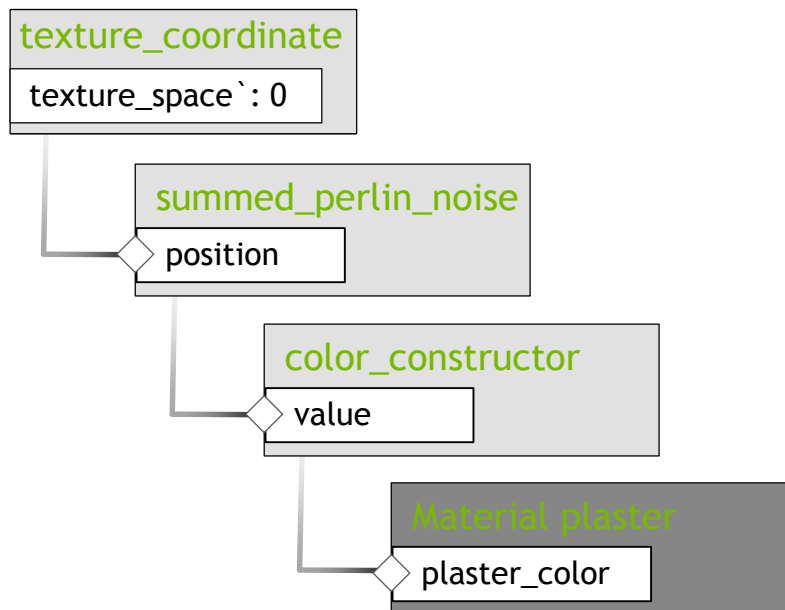 texture_coordinate
texture_space`: 0
summed_perlin_noise
position
color_constructor
value
Material plaster
plaster_color